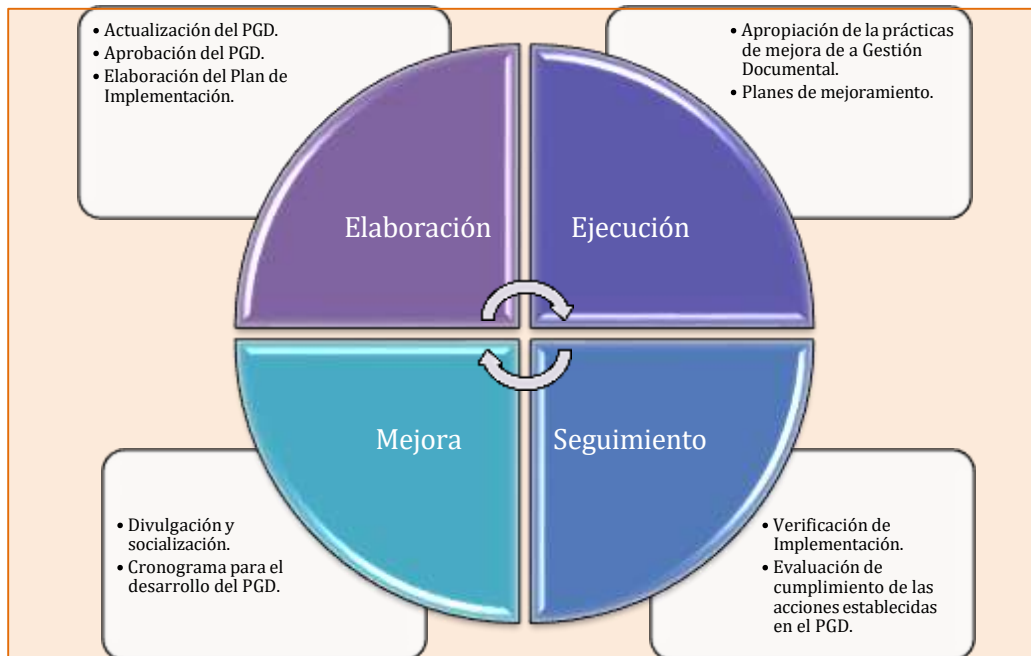 • Actualización del PGD.
• Aprobación del PGD.
• Elaboración del Plan de
Implementación.
• Apropiación de la prácticas
de mejora de a Gestión
Documental.
• Planes de mejoramiento.
Elaboración
Ejecución
Mejora
Seguimiento
• Divulgación y
socialización.
• Cronograma para el
desarrollo del PGD.
• Verificación de
Implementación.
• Evaluación de
cumplimiento de las
acciones establecidas
en el PGD.